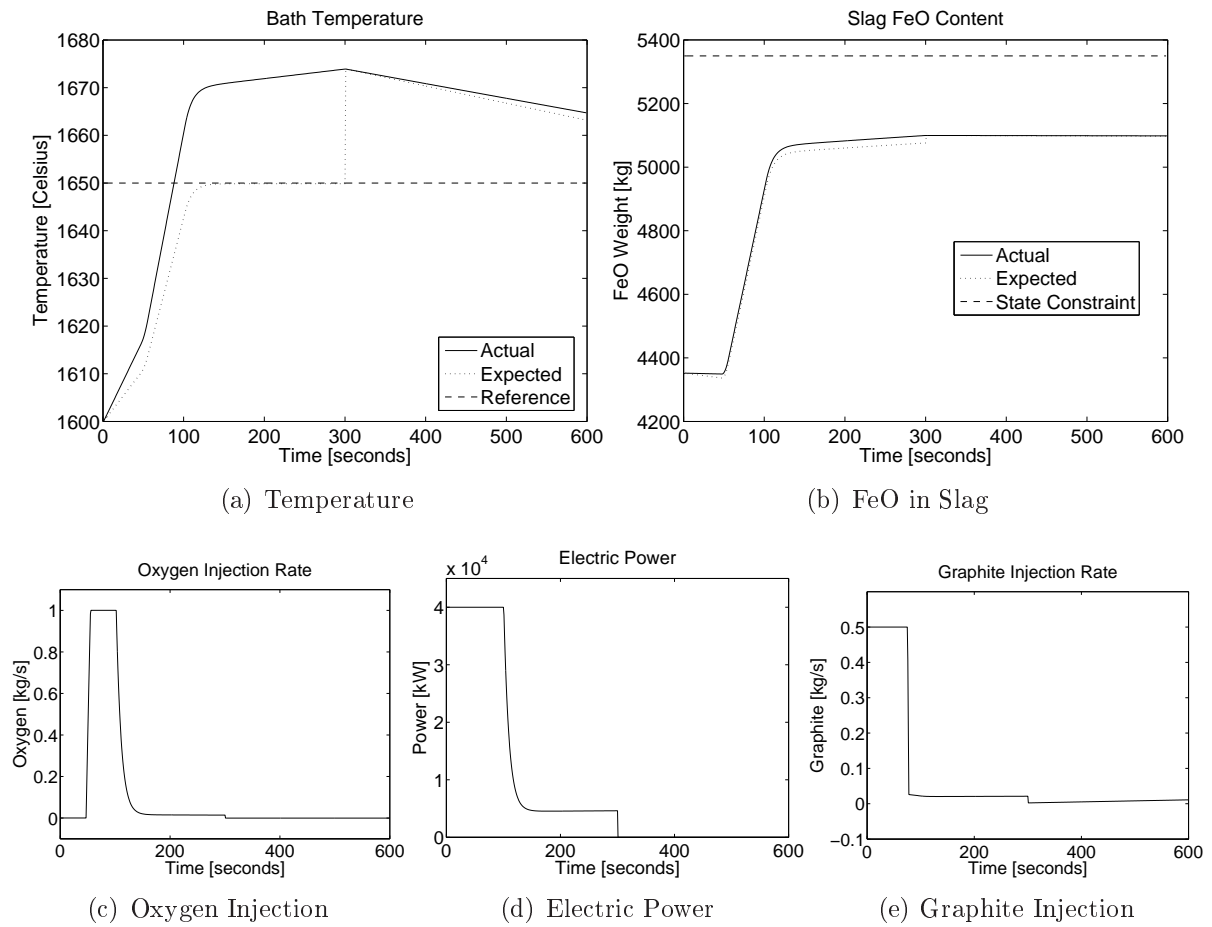 Bath Temperature
Temperature [Celsius]
1680
1670
1660
1650
1640
1630
1620
1610
1600
0 100 200 300 400 500 600
Time [seconds]
Actual
Expected
Reference
(a) Temperature
Slag FeO Content
FeO Weight [kg]
5400
5200
5000
4800
4600
4400
4200
0 100 200 300 400 500 600
Time [seconds]
Actual
Expected
State Constraint
(b) FeO in Slag
Oxygen Injection Rate
Oxygen [kg/s]
1
0.8
0.6
0.4
0.2
0
0 200 400 600
Time [seconds]
(c) Oxygen Injection
Electric Power
x 10^4
Power [kW]
4
3
2
1
0
0 200 400 600
Time [seconds]
(d) Electric Power
Graphite Injection Rate
Graphite [kg/s]
0.5
0.4
0.3
0.2
0.1
0
−0.1
0 200 400 600
Time [seconds]
(e) Graphite Injection